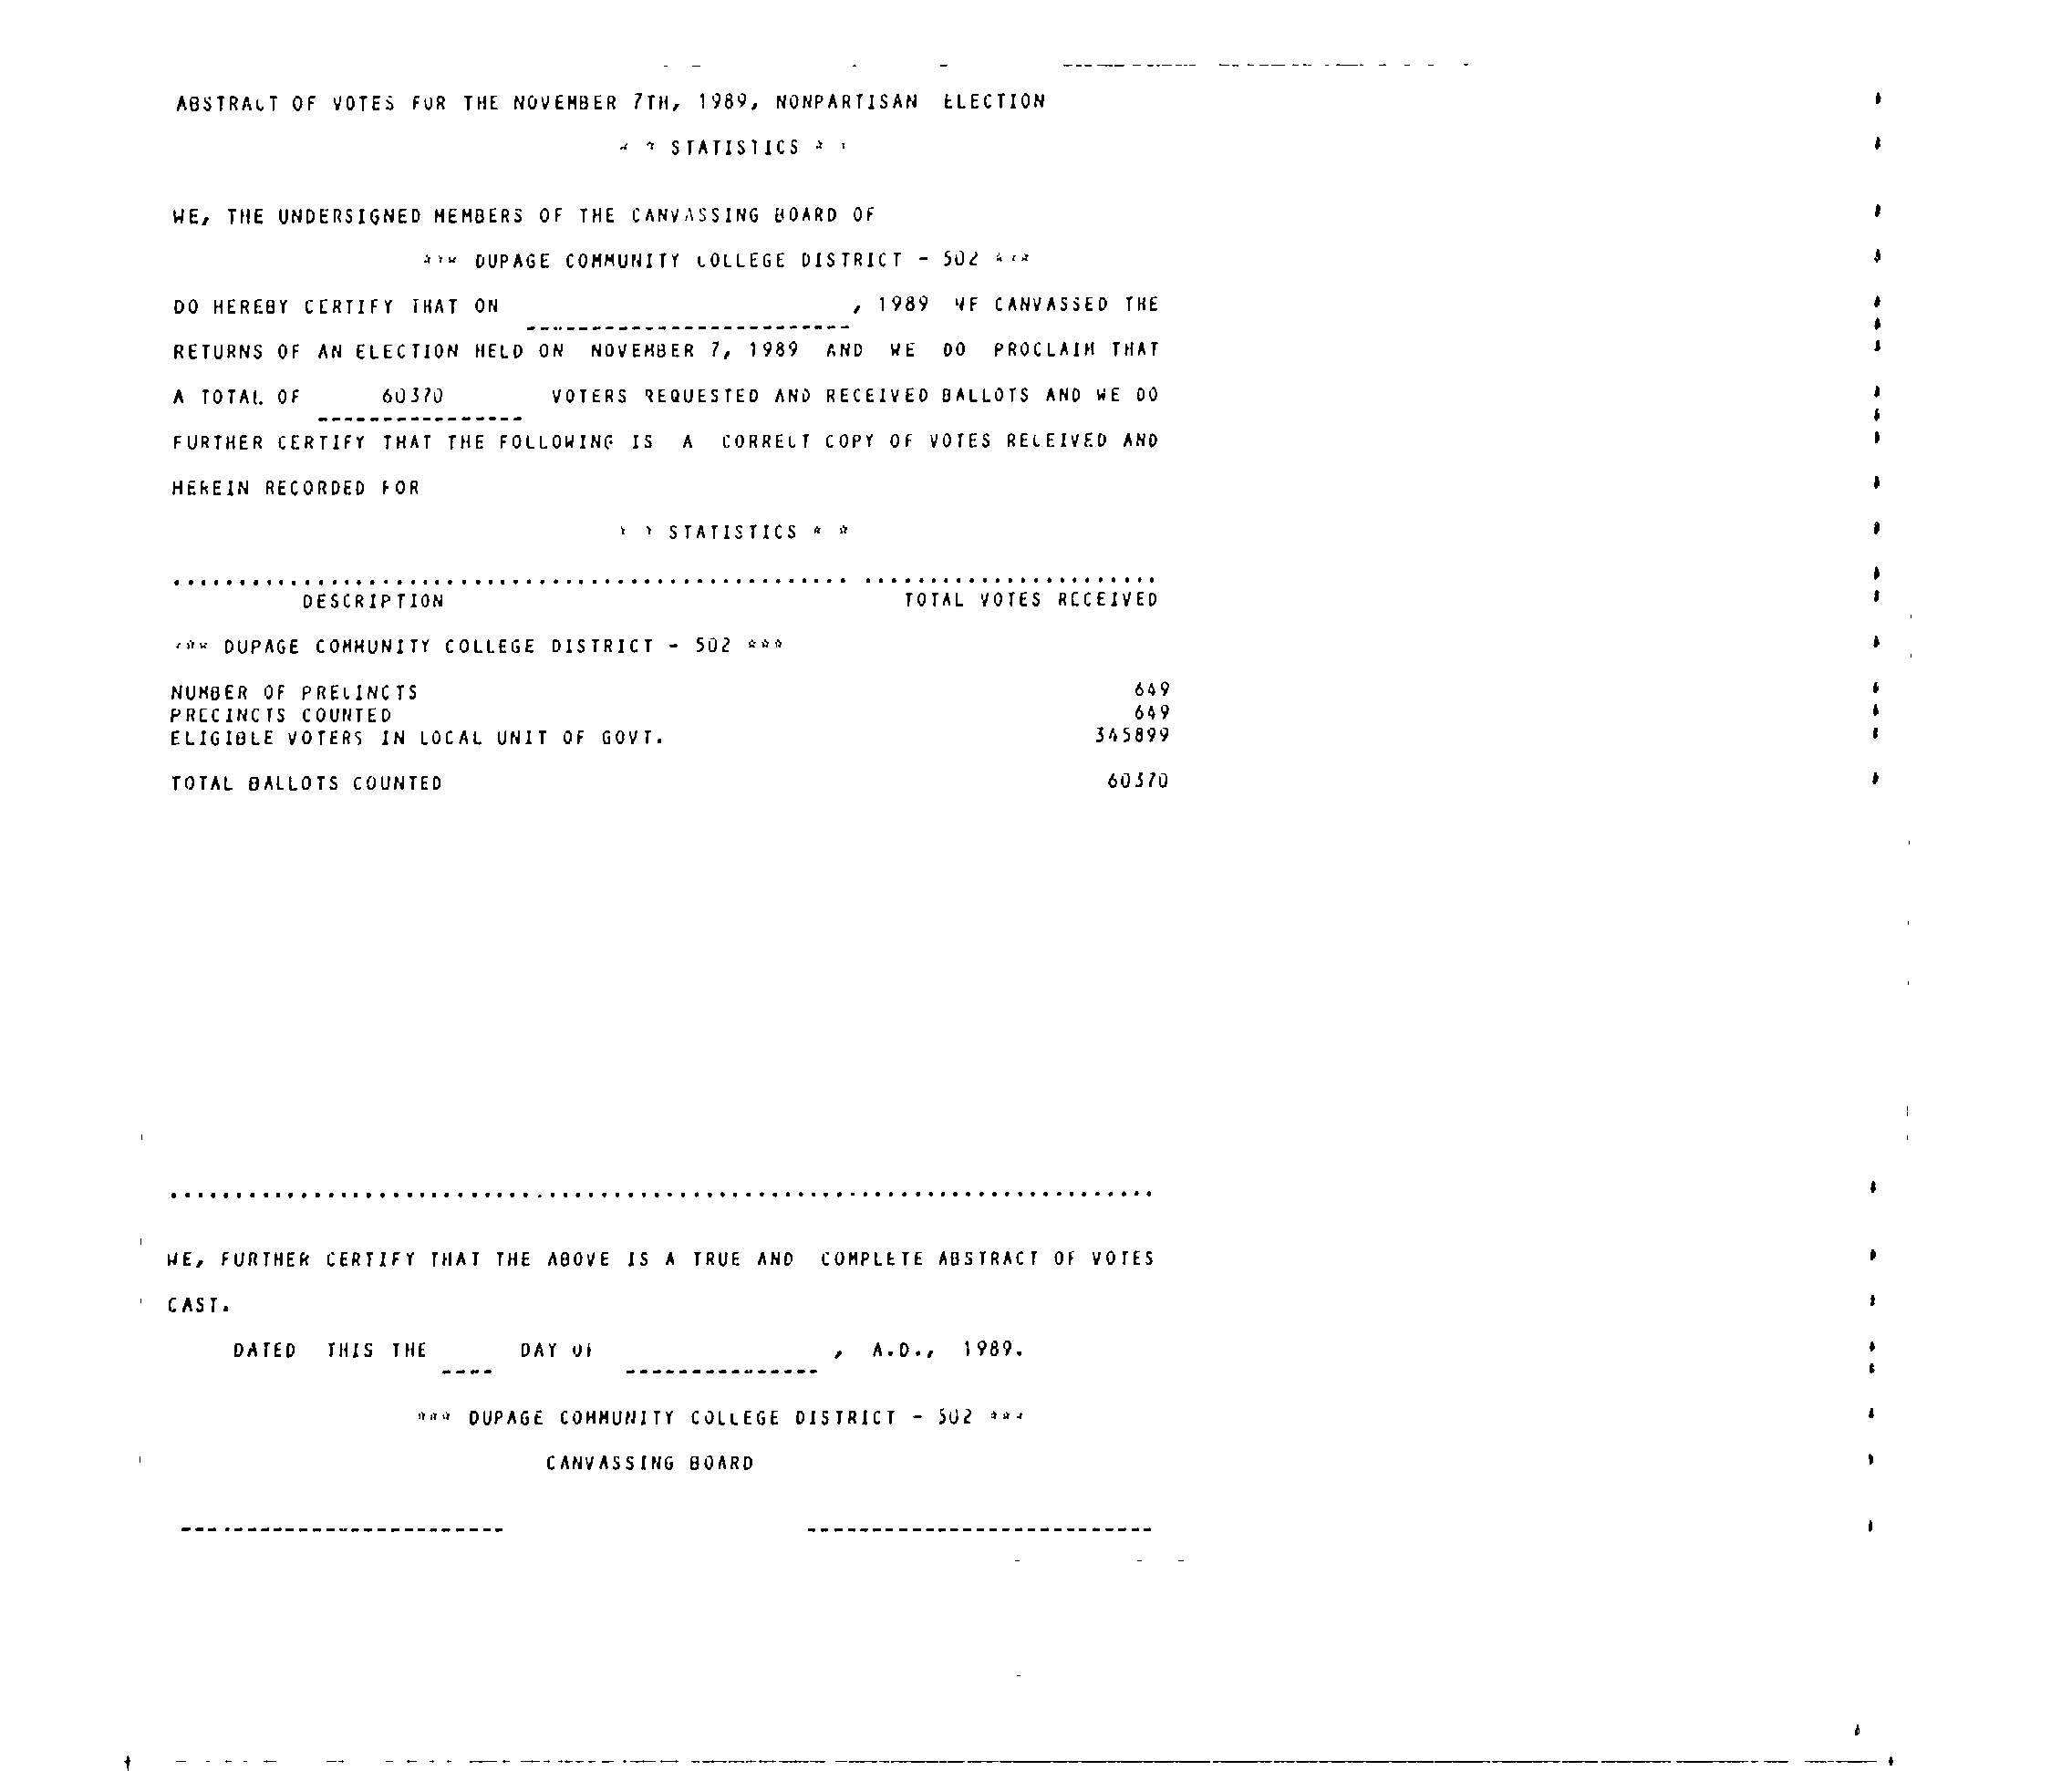 ABSTRACT OF VOTES FOR THE NOVEMBER 7TH, 1989, NONPARTISAN ELECTION
* * STATISTICS * *
WE, THE UNDERSIGNED MEMBERS OF THE CANVASSING BOARD OF
*** DUPAGE COMMUNITY COLLEGE DISTRICT - 502 ***
DO HEREBY CERTIFY THAT ON , 1989 WE CANVASSED THE
RETURNS OF AN ELECTION HELD ON NOVEMBER 7, 1989 AND WE DO PROCLAIM THAT
A TOTAL OF 60370 VOTERS REQUESTED AND RECEIVED BALLOTS AND WE DO
FURTHER CERTIFY THAT THE FOLLOWING IS A CORRECT COPY OF VOTES RECEIVED AND
HEREIN RECORDED FOR
* * STATISTICS * *
DESCRIPTION TOTAL VOTES RECEIVED
*** DUPAGE COMMUNITY COLLEGE DISTRICT - 502 ***
NUMBER OF PRECINCTS 649
PRECINCTS COUNTED 649
ELIGIBLE VOTERS IN LOCAL UNIT OF GOVT. 345899
TOTAL BALLOTS COUNTED 60370
WE, FURTHER CERTIFY THAT THE ABOVE IS A TRUE AND COMPLETE ABSTRACT OF VOTES
CAST.
DATED THIS THE ____ DAY OF _______________, A.D., 1989.
*** DUPAGE COMMUNITY COLLEGE DISTRICT - 502 ***
CANVASSING BOARD